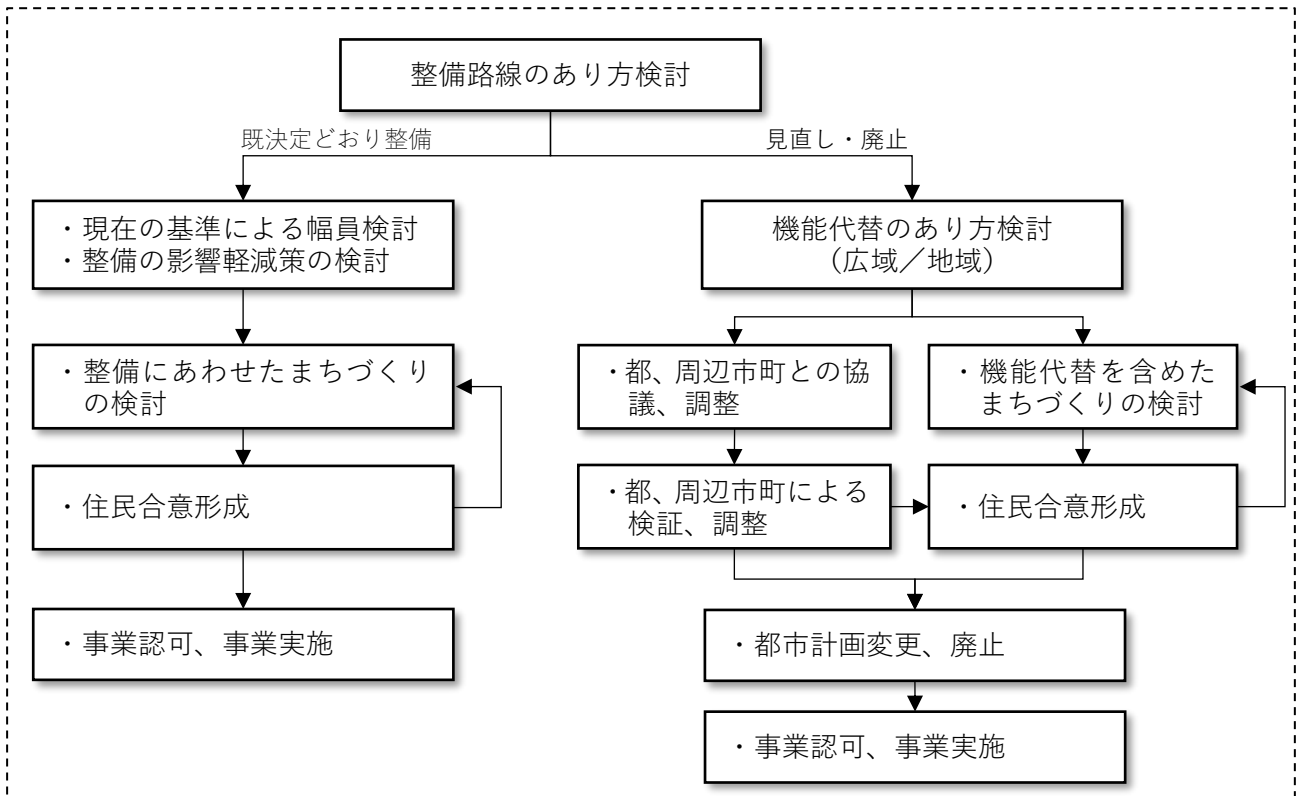 整備路線のあり方検討
既決定どおり整備
見直し・廃止
・現在の基準による幅員検討
・整備の影響軽減策の検討
機能代替のあり方検討
（広域／地域）
・整備にあわせたまちづくり
の検討
・都、周辺市町との協
議、調整
・機能代替を含めた
まちづくりの検討
・住民合意形成
・都、周辺市町による
検証、調整
・住民合意形成
・事業認可、事業実施
・都市計画変更、廃止
・事業認可、事業実施